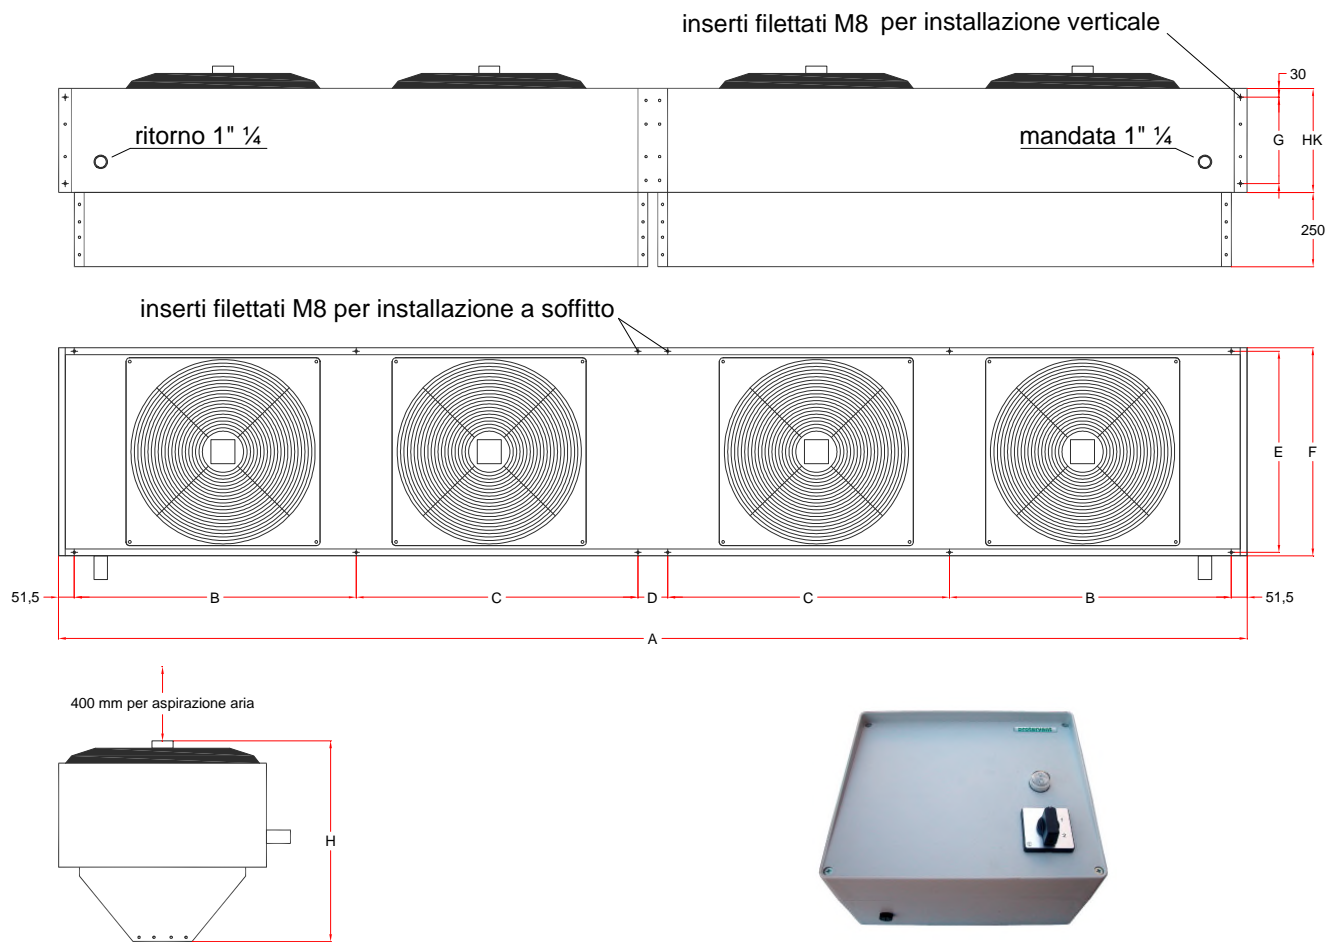 inserti filettati M8 per installazione verticale
30
ritorno 1" ¼
mandata 1" ¼
G
HK
250
inserti filettati M8 per installazione a soffitto
E
F
51,5
B
C
D
C
B
51,5
A
400 mm per aspirazione aria
H